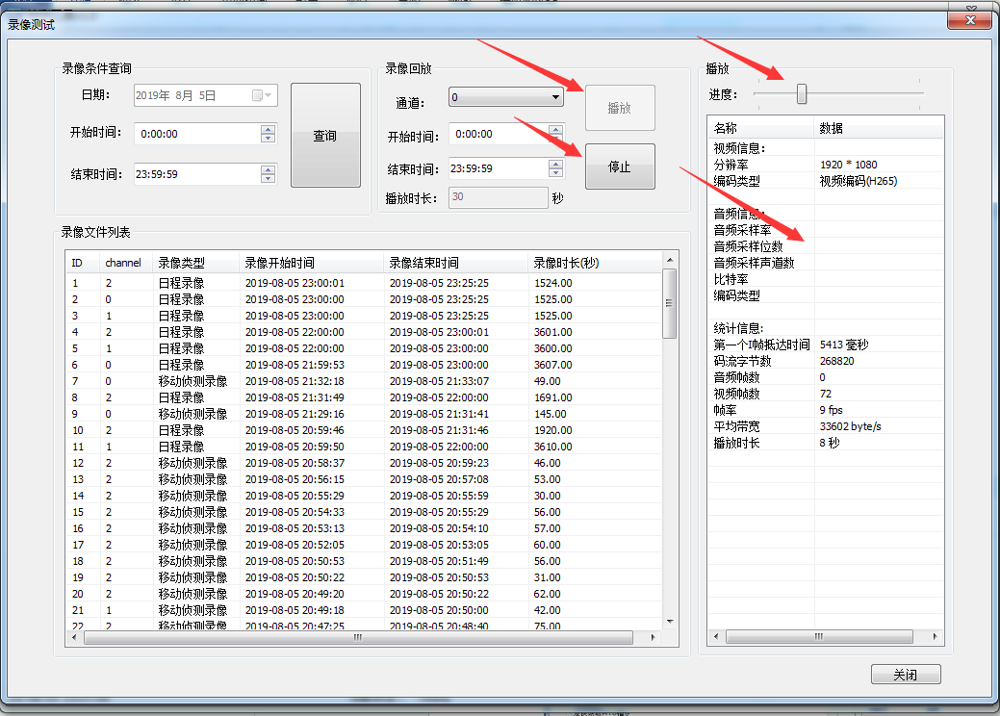 录像测试
录像条件查询
日期: 2019年 8月 5日
开始时间: 0:00:00
结束时间: 23:59:59
查询
录像回放
通道: 0
开始时间: 0:00:00
结束时间: 23:59:59
播放时长: 30 秒
播放
停止
播放
进度:
名称 数据
视频信息:
分辨率 1920 * 1080
编码类型 视频编码(H265)
音频信息:
音频采样率
音频采样位数
音频采样声道数
比特率
编码类型
统计信息:
第一个I帧抵达时间 5413 毫秒
码流字节数 268820
音频帧数 0
视频帧数 72
帧率 9 fps
平均带宽 33602 byte/s
播放时长 8 秒
录像文件列表
ID channel 录像类型 录像开始时间 录像结束时间 录像时长(秒)
1 2 日程录像 2019-08-05 23:00:01 2019-08-05 23:25:25 1524.00
2 0 日程录像 2019-08-05 23:00:00 2019-08-05 23:25:25 1525.00
3 1 日程录像 2019-08-05 23:00:00 2019-08-05 23:25:25 1525.00
4 2 日程录像 2019-08-05 22:00:00 2019-08-05 23:00:01 3601.00
5 1 日程录像 2019-08-05 22:00:00 2019-08-05 23:00:00 3600.00
6 0 日程录像 2019-08-05 21:59:53 2019-08-05 23:00:00 3607.00
7 0 移动侦测录像 2019-08-05 21:32:18 2019-08-05 21:33:07 49.00
8 2 日程录像 2019-08-05 21:31:49 2019-08-05 22:00:00 1691.00
9 0 移动侦测录像 2019-08-05 21:29:16 2019-08-05 21:31:41 145.00
10 2 日程录像 2019-08-05 20:59:46 2019-08-05 21:31:46 1920.00
11 1 日程录像 2019-08-05 20:59:50 2019-08-05 22:00:00 3610.00
12 2 移动侦测录像 2019-08-05 20:58:37 2019-08-05 20:59:23 46.00
13 2 移动侦测录像 2019-08-05 20:56:15 2019-08-05 20:57:08 53.00
14 2 移动侦测录像 2019-08-05 20:55:29 2019-08-05 20:55:59 30.00
15 2 移动侦测录像 2019-08-05 20:54:33 2019-08-05 20:55:29 56.00
16 2 移动侦测录像 2019-08-05 20:53:13 2019-08-05 20:54:10 57.00
17 2 移动侦测录像 2019-08-05 20:52:05 2019-08-05 20:53:05 60.00
18 2 移动侦测录像 2019-08-05 20:50:53 2019-08-05 20:51:49 56.00
19 2 移动侦测录像 2019-08-05 20:50:22 2019-08-05 20:50:53 31.00
20 2 移动侦测录像 2019-08-05 20:49:20 2019-08-05 20:50:22 62.00
21 1 移动侦测录像 2019-08-05 20:49:18 2019-08-05 20:50:00 42.00
22 2 移动侦测录像 2019-08-05 20:47:25 2019-08-05 20:48:40 75.00
关闭